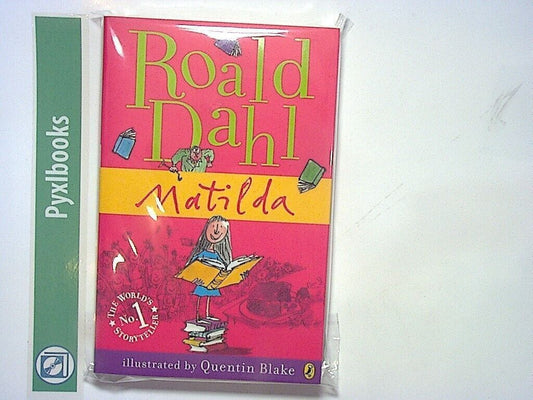 Pyxlbooks
Roald
Dahl
Matilda
THE WORLD'S
No. 1
STORYTELLER
illustrated by Quentin Blake